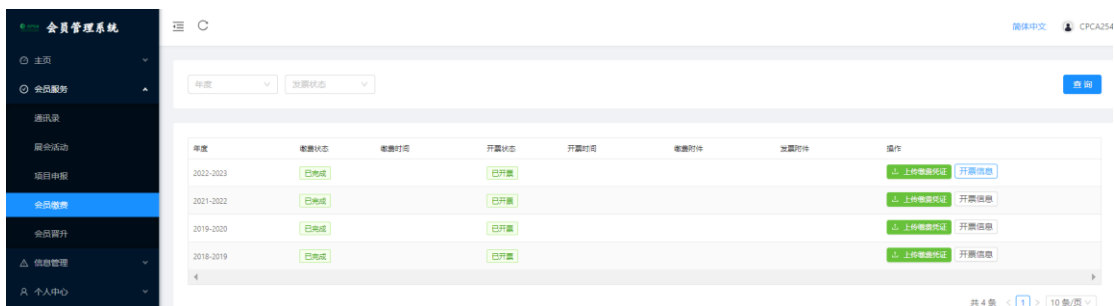 会员管理系统
简体中文 CPCA254
主页
会员服务
通讯录
展会活动
项目申报
会员缴费
会员晋升
信息管理
个人中心
年度 发票状态 查询
年度 缴费状态 缴费时间 开票状态 开票时间 缴费附件 发票附件 操作
2022-2023 已完成 已开票 上传缴费凭证 开票信息
2021-2022 已完成 已开票 上传缴费凭证 开票信息
2019-2020 已完成 已开票 上传缴费凭证 开票信息
2018-2019 已完成 已开票 上传缴费凭证 开票信息
共 4 条 < 1 > 10 条/页